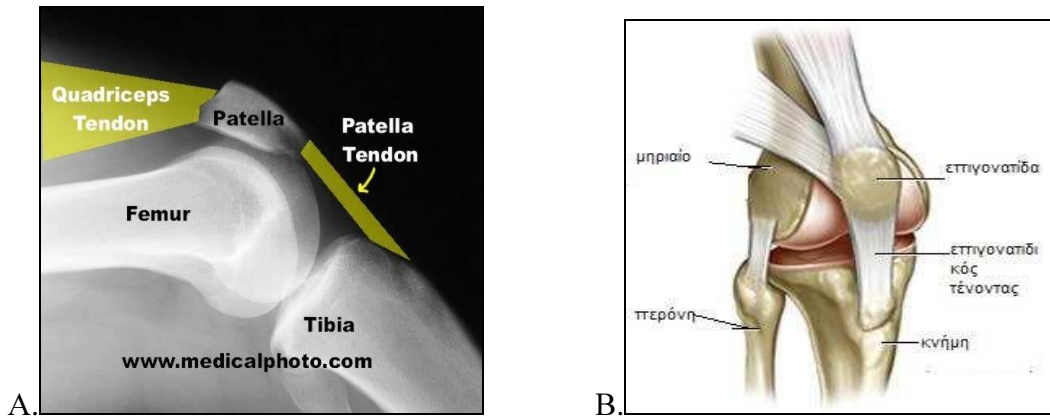 Quadriceps
Tendon
Patella
Patella
Tendon
Femur
Tibia
www.medicalphoto.com
A.
μηριαίο
επιγονατίδα
επιγονατιδι
κός
τένοντας
περόνη
κνήμη
B.